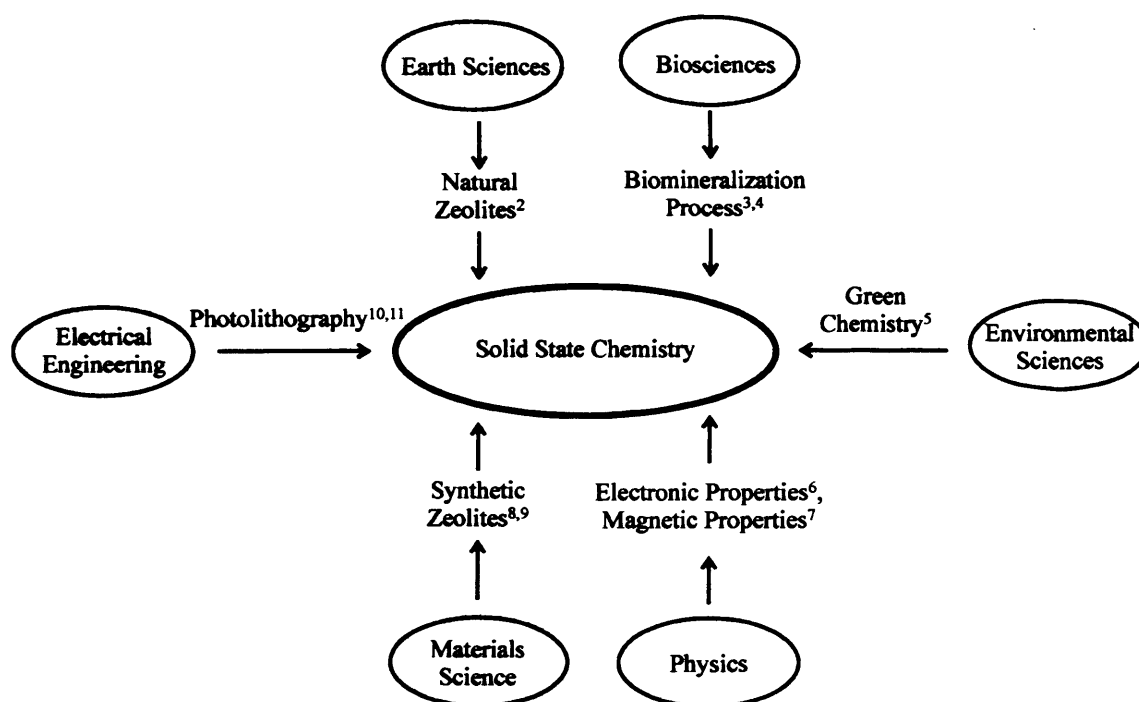 Earth Sciences
Biosciences
Natural
Zeolites²
Biomineralization
Process³,⁴
Photolithography¹⁰,¹¹
Green
Chemistry⁵
Electrical
Engineering
Solid State Chemistry
Environmental
Sciences
Synthetic
Zeolites⁸,⁹
Electronic Properties⁶,
Magnetic Properties⁷
Materials
Science
Physics